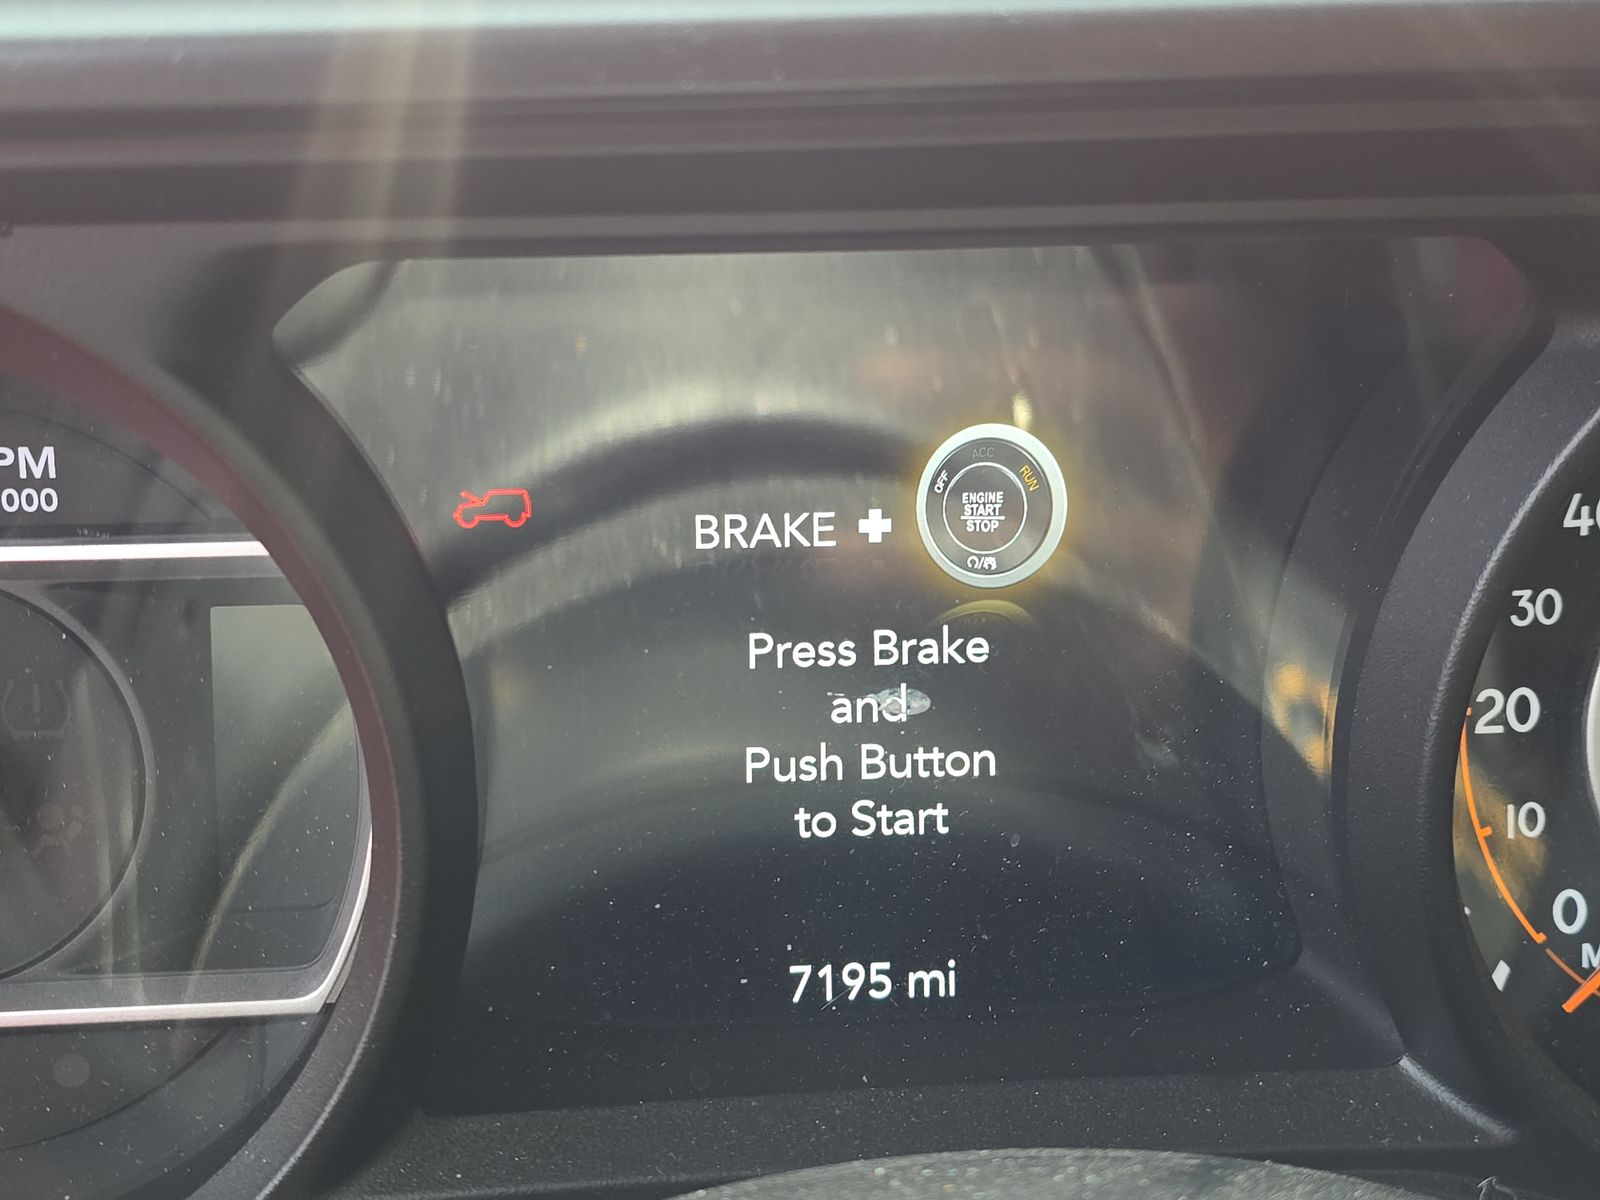 PM
000
BRAKE +
OFF ACC RUN
ENGINE
START
STOP
Press Brake
and
Push Button
to Start
7195 mi
40
30
20
10
0
M